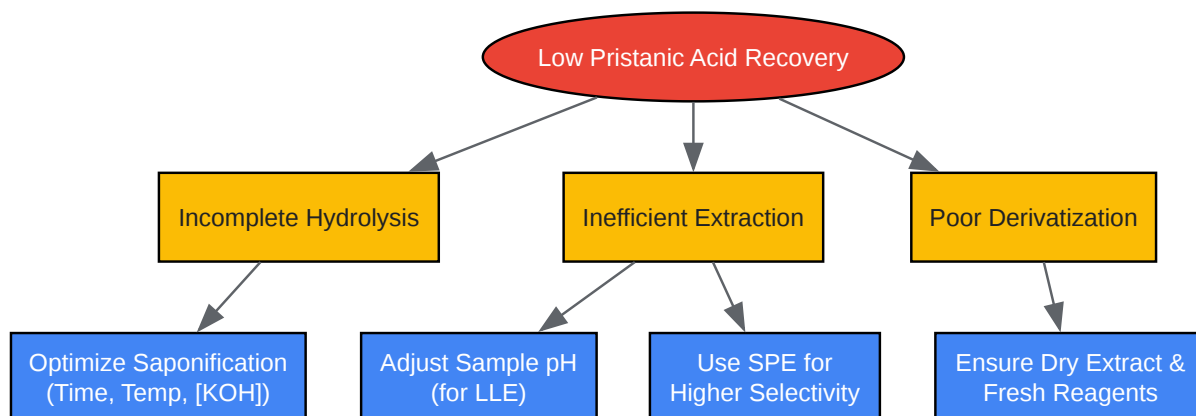 Low Pristanic Acid Recovery
Incomplete Hydrolysis
Inefficient Extraction
Poor Derivatization
Optimize Saponification
(Time, Temp, [KOH])
Adjust Sample pH
(for LLE)
Use SPE for
Higher Selectivity
Ensure Dry Extract &
Fresh Reagents